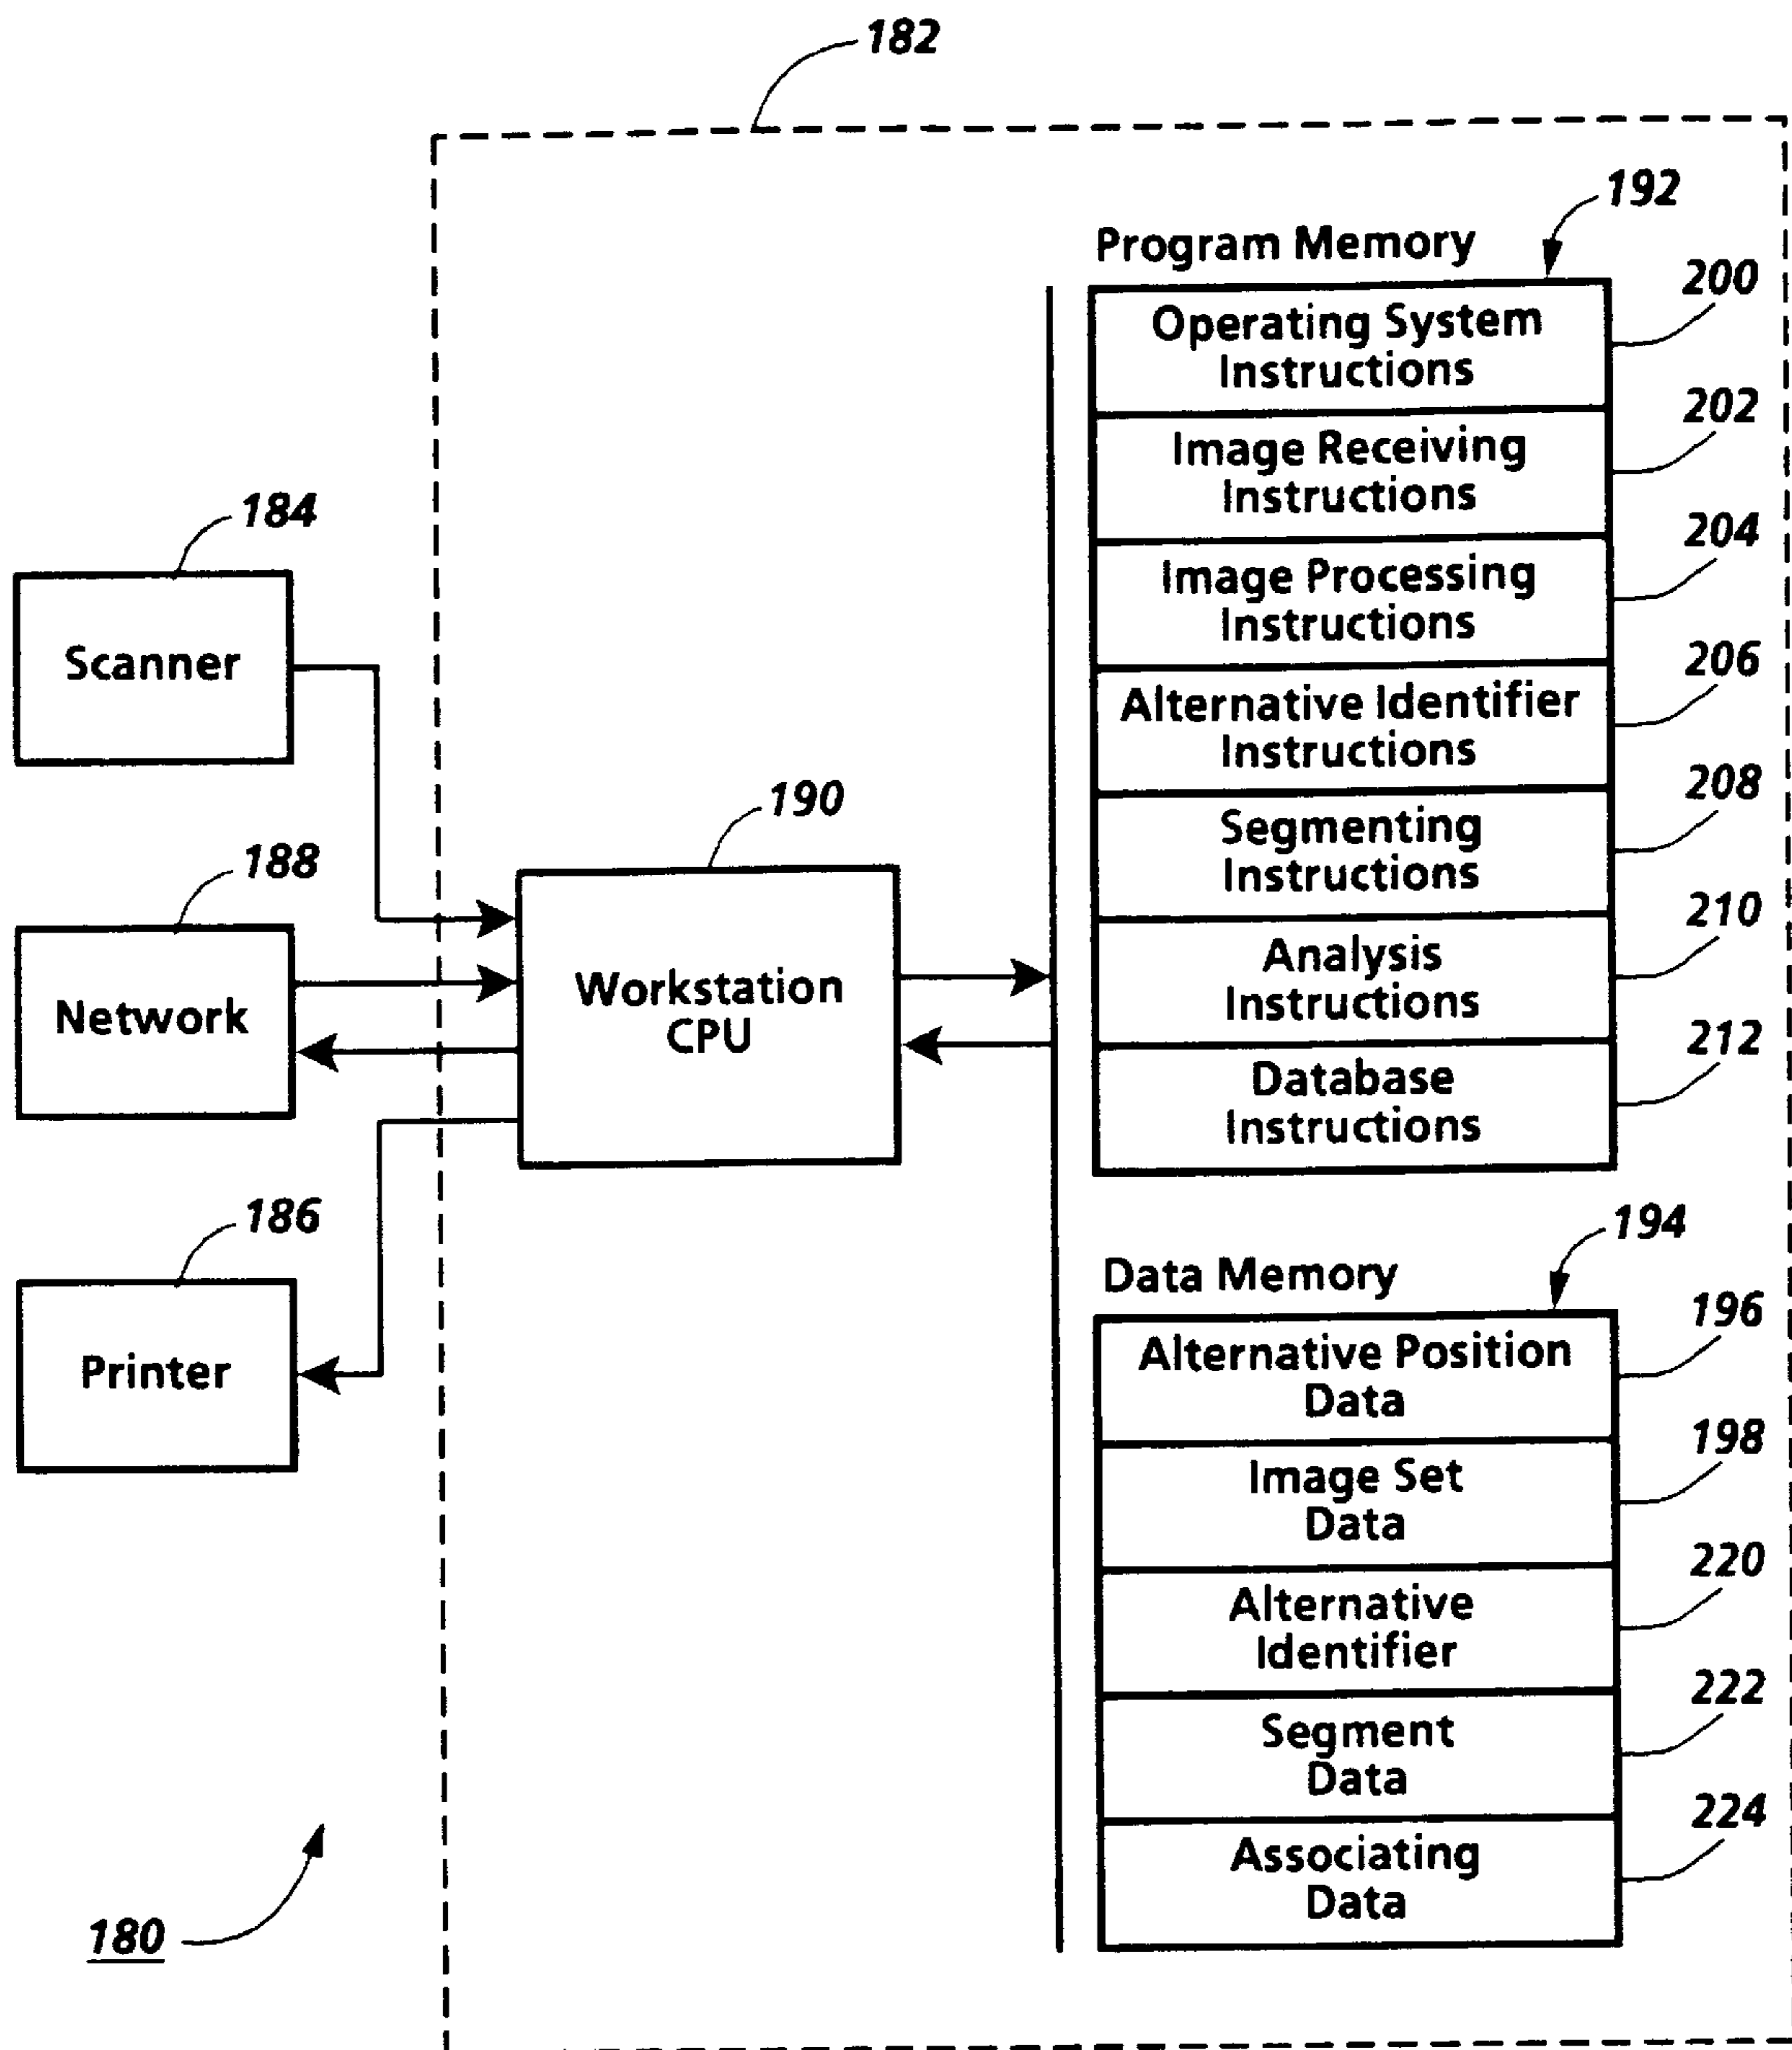 182
192
Program Memory
200
Operating System
Instructions
202
Image Receiving
Instructions
184
204
Image Processing
Instructions
Scanner
206
Alternative Identifier
Instructions
190
208
Segmenting
Instructions
188
210
Workstation
CPU
Analysis
Instructions
Network
212
Database
Instructions
186
194
Data Memory
196
Printer
Alternative Position
Data
198
Image Set
Data
220
Alternative
Identifier
222
Segment
Data
224
Associating
Data
180